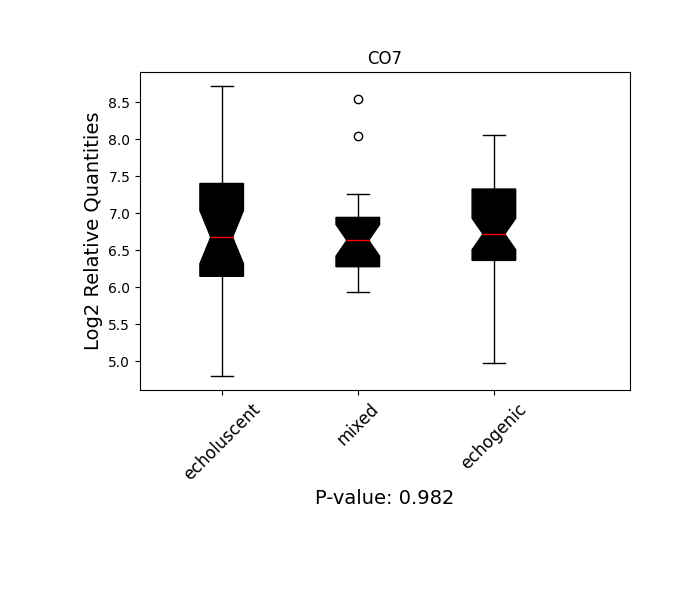 CO7
Log2 Relative Quantities
8.5
8.0
7.5
7.0
6.5
6.0
5.5
5.0
echoluscent
mixed
echogenic
P-value: 0.982